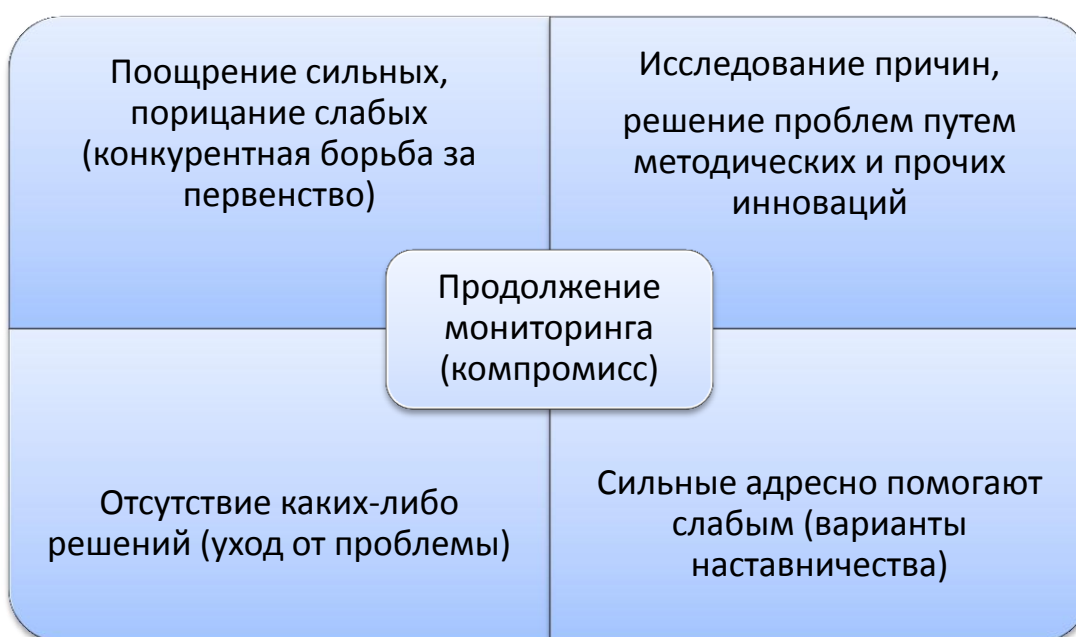 Поощрение сильных,
порицание слабых
(конкурентная борьба за
первенство)
Исследование причин,
решение проблем путем
методических и прочих
инноваций
Продолжение
мониторинга
(компромисс)
Отсутствие каких-либо
решений (уход от проблемы)
Сильные адресно помогают
слабым (варианты
наставничества)